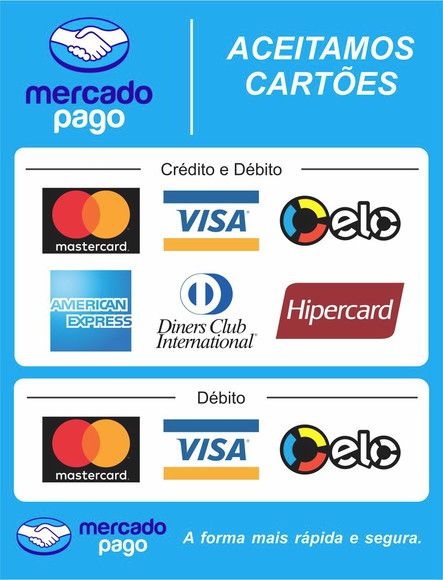 mercado
pago
ACEITAMOS
CARTÕES
Crédito e Débito
mastercard.
VISA
elo
AMERICAN
EXPRESS
Diners Club
International®
Hipercard
Débito
mastercard.
VISA
elo
mercado
pago
A forma mais rápida e segura.